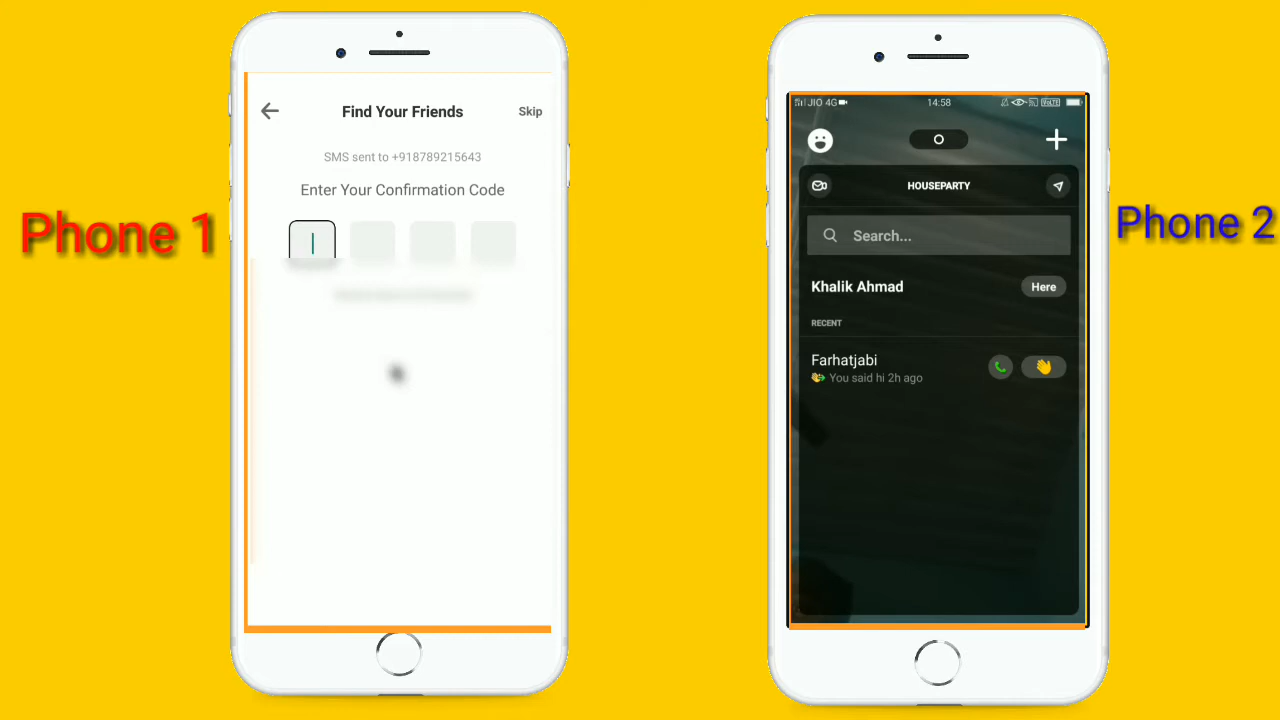 Phone 1
Find Your Friends
Skip
SMS sent to +918789215643
Enter Your Confirmation Code
JIO 4G
14:58
VoLTE
HOUSEPARTY
Search...
Khalik Ahmad
Here
RECENT
Farhatjabi
You said hi 2h ago
Phone 2